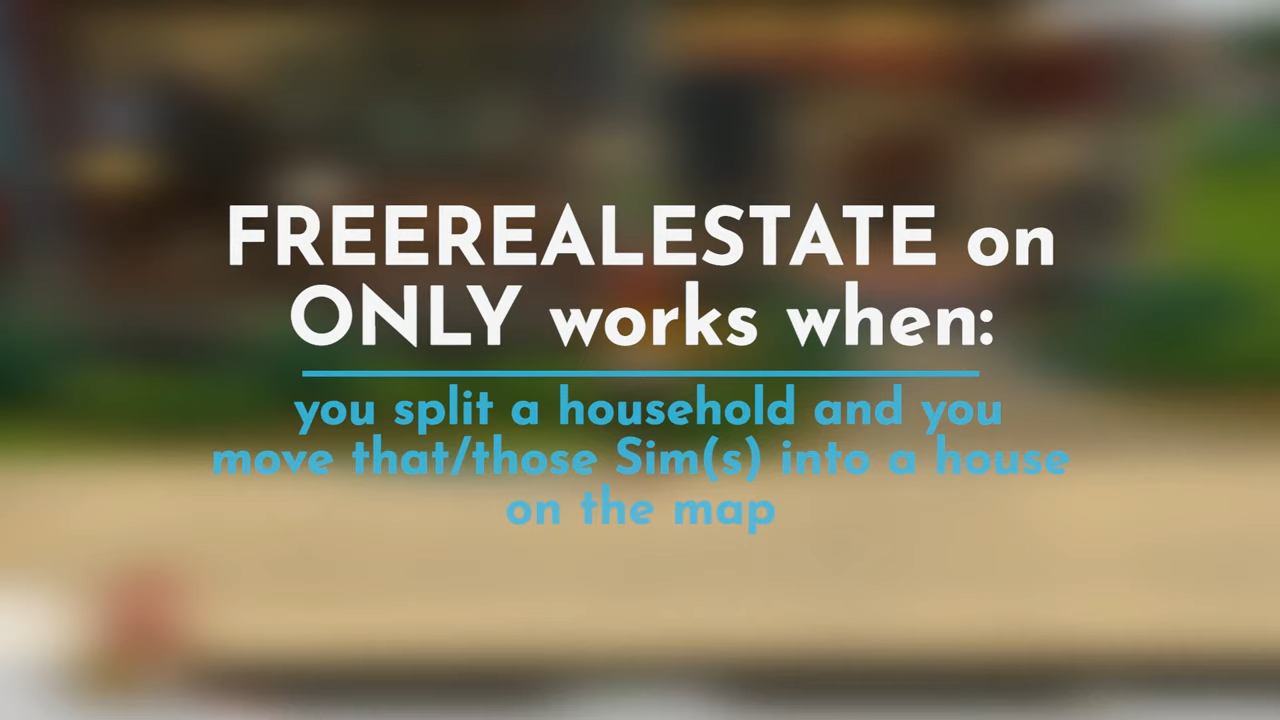 FREEREALESTATE on
ONLY works when:
you split a household and you
move that/those Sim(s) into a house
on the map